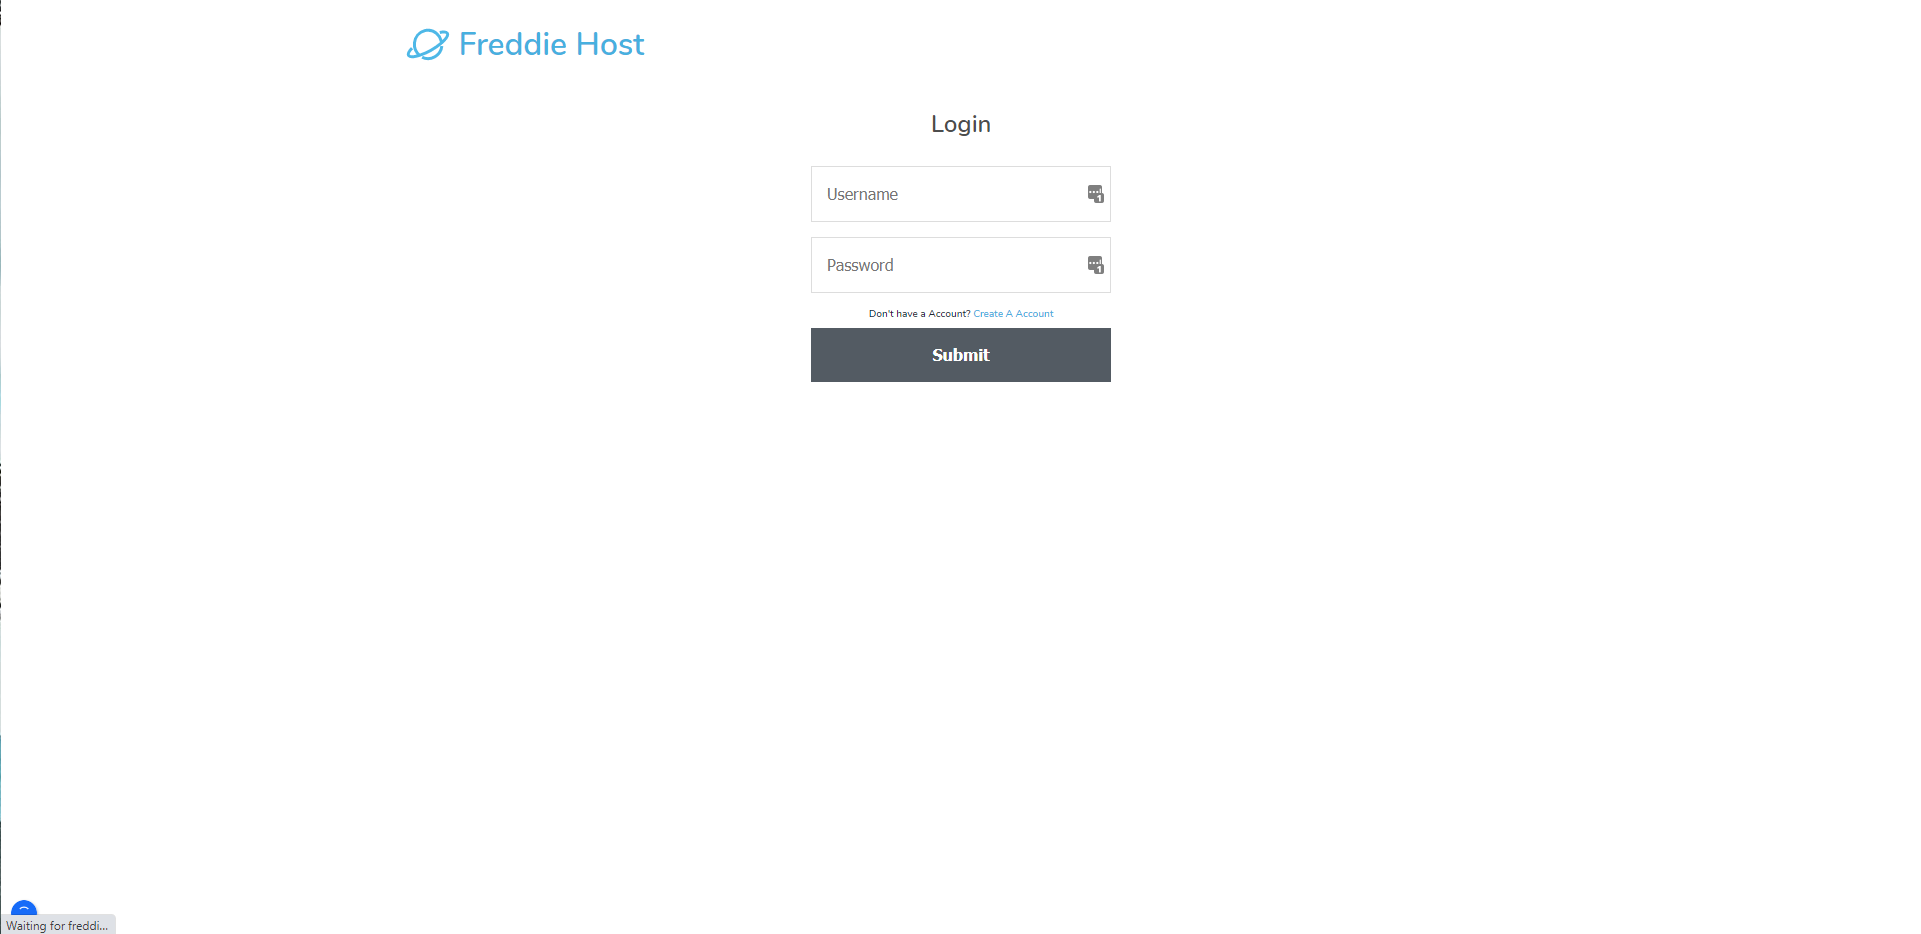 Freddie Host
Login
Username
Password
Don't have a Account? Create A Account
Submit
Waiting for freddi...